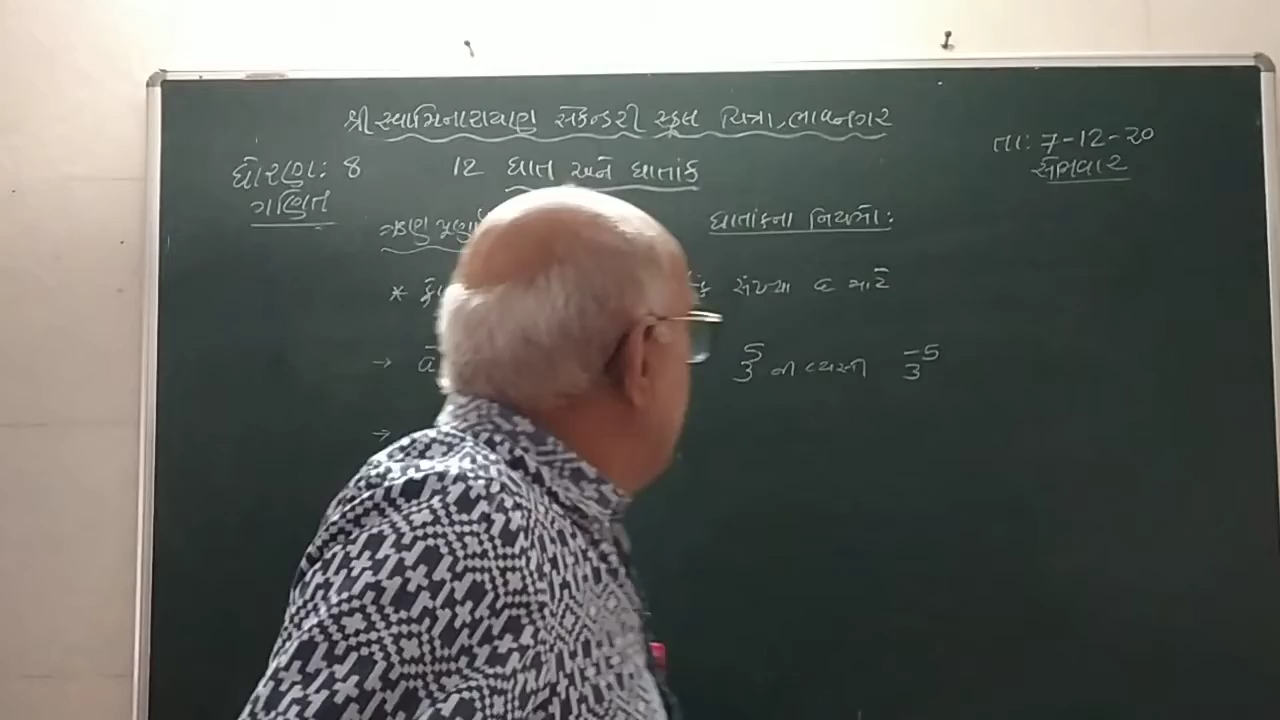 શ્રી સ્વામિનારાયણ સેકન્ડરી સ્કુલ ચિત્રા, ભાવનગર
તા: 7-12-20
સોમવાર
ધોરણ: 8
ગણિત
12 ઘાત અને ઘાતાંક
ઋણ પૂર્ણા ઘાતાંકના નિયમો:
* સંખ્યા a માટે
→ a 3⁵ ની વ્યસ્તી 3⁻⁵
→